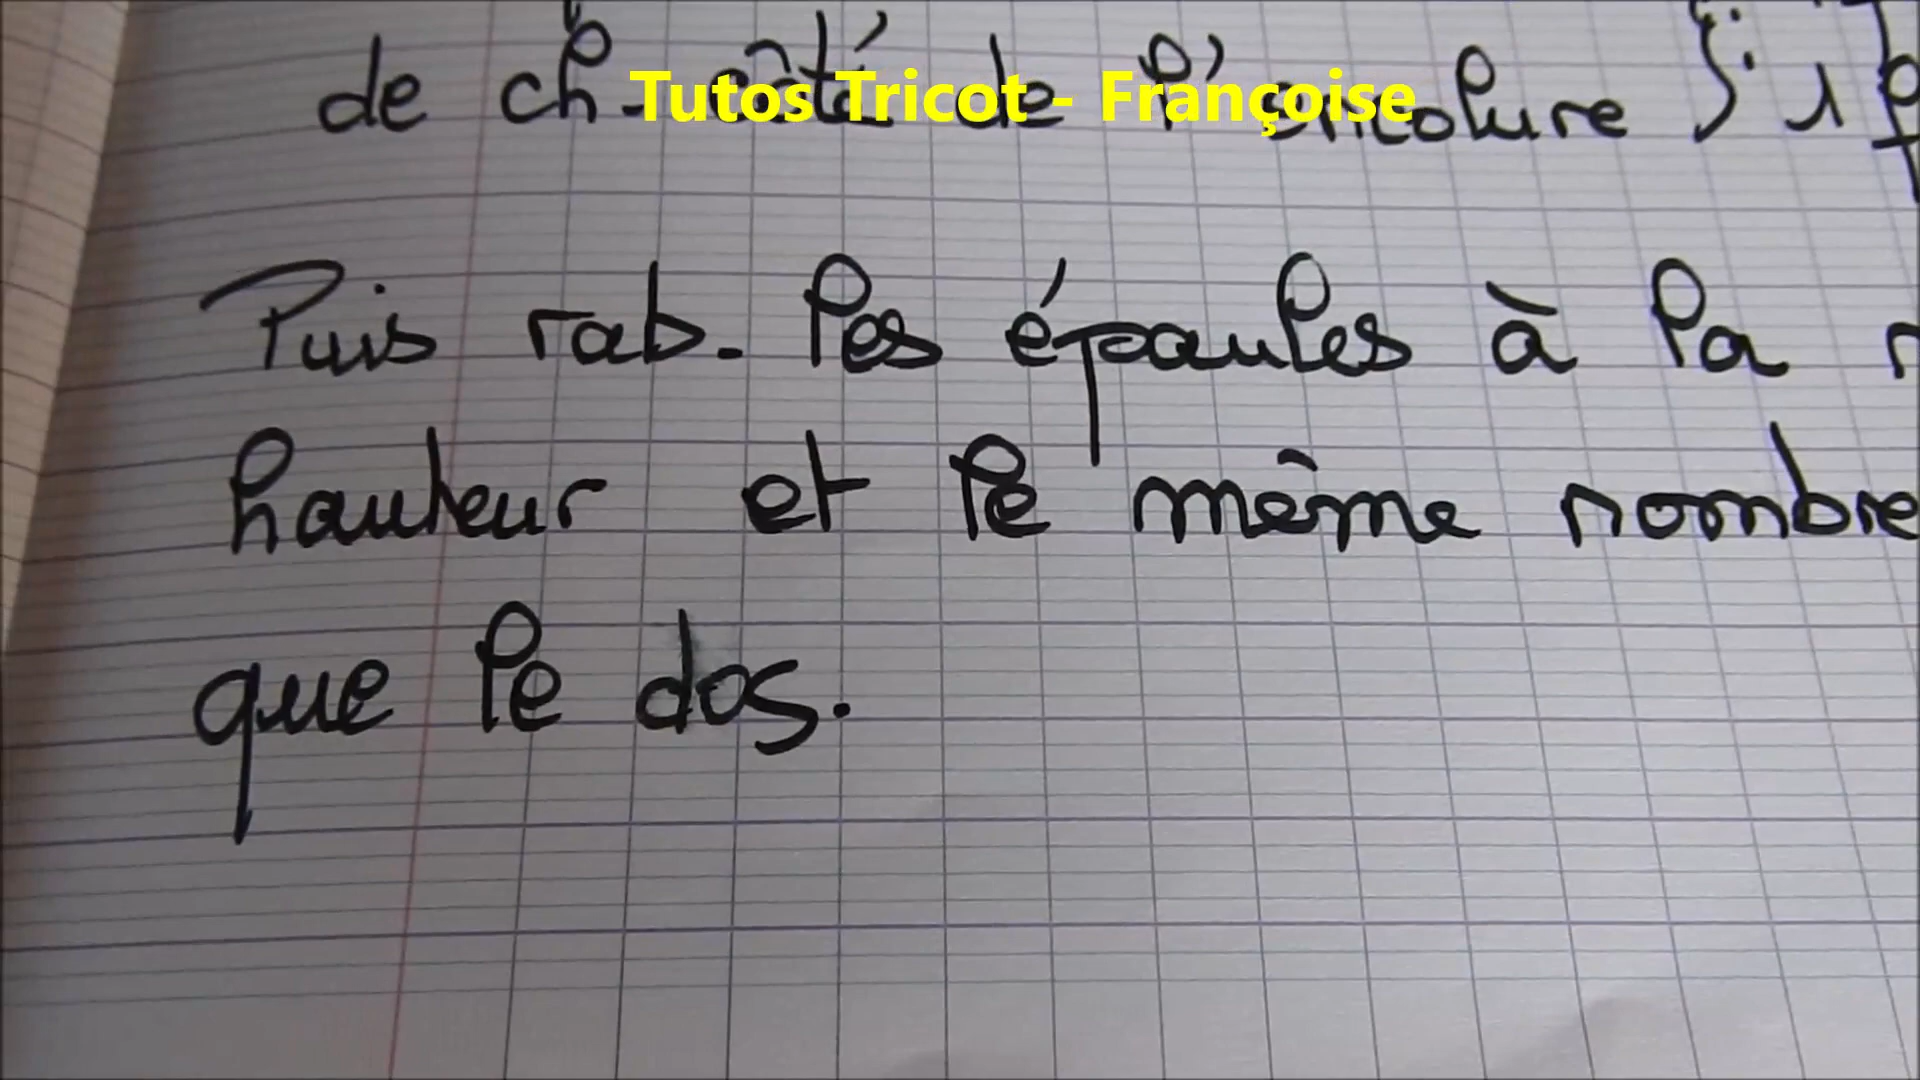 de ch. côté de l'encolure
Tutos Tricot - Françoise
Puis rab. les épaules à la
hauteur et le même nombre
que le dos.